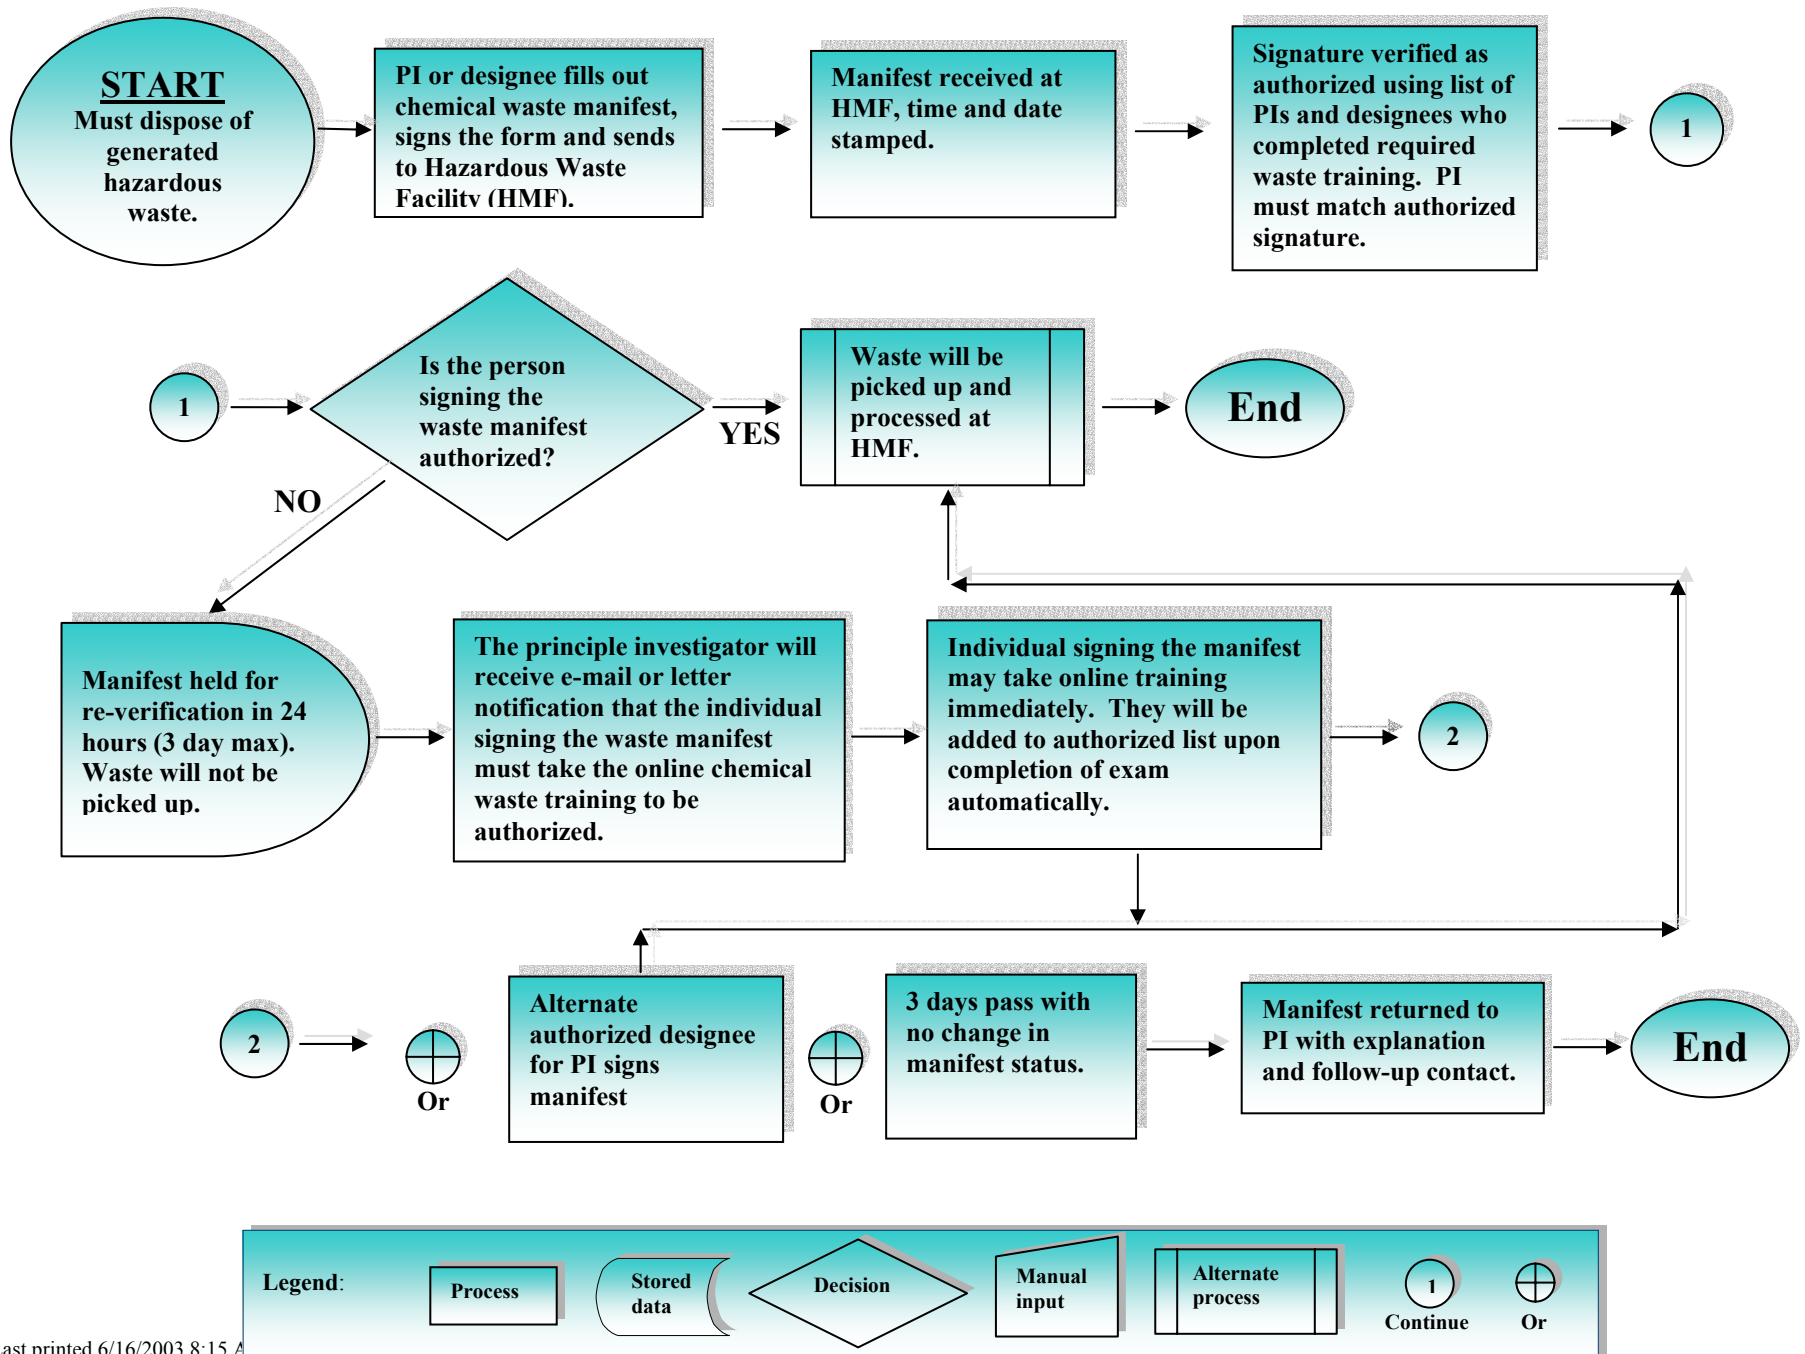 START
Must dispose of
generated
hazardous
waste.
PI or designee fills out
chemical waste manifest,
signs the form and sends
to Hazardous Waste
Facility (HMF).
Manifest received at
HMF, time and date
stamped.
Signature verified as
authorized using list of
PIs and designees who
completed required
waste training.  PI
must match authorized
signature.
1
1
Is the person
signing the
waste manifest
authorized?
YES
NO
Waste will be
picked up and
processed at
HMF.
End
Manifest held for
re-verification in 24
hours (3 day max).
Waste will not be
picked up.
The principle investigator will
receive e-mail or letter
notification that the individual
signing the waste manifest
must take the online chemical
waste training to be
authorized.
Individual signing the manifest
may take online training
immediately.  They will be
added to authorized list upon
completion of exam
automatically.
2
2
Or
Alternate
authorized designee
for PI signs
manifest
Or
3 days pass with
no change in
manifest status.
Manifest returned to
PI with explanation
and follow-up contact.
End
Legend:
Process
Stored
data
Decision
Manual
input
Alternate
process
1
Continue
Or
ast printed 6/16/2003 8:15 A